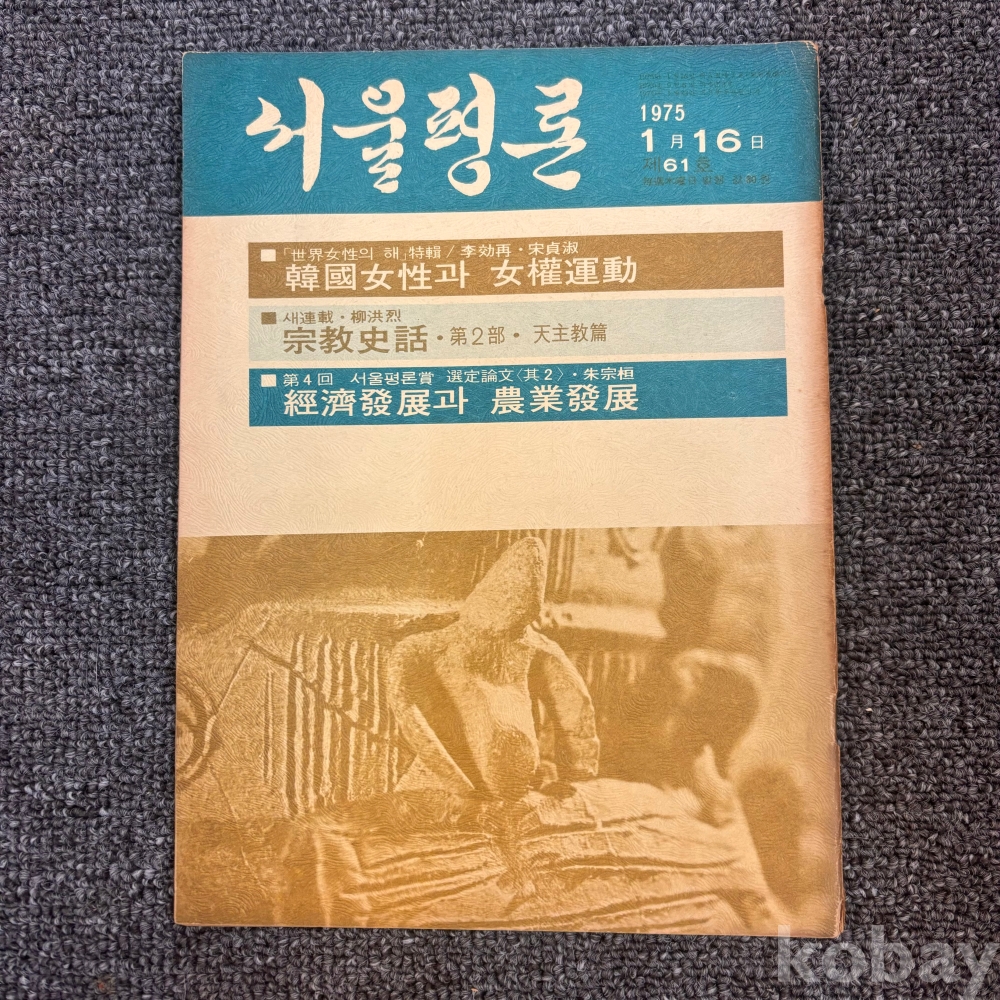 서울평론
1975
1月16日
제61호
「世界女性의 해」特輯 / 李効再・宋貞淑
韓國女性과 女權運動
새連載・柳洪烈
宗教史話・第2部・天主教篇
第4回 서울평론賞 選定論文〈其2〉・朱宗桓
經濟發展과 農業發展
kobay